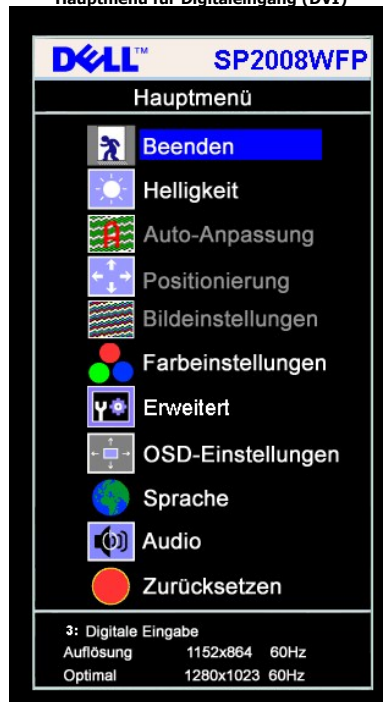 Hauptmenü für Digitaleingang (DVI)
DELL™ SP2008WFP
Hauptmenü
Beenden
Helligkeit
Auto-Anpassung
Positionierung
Bildeinstellungen
Farbeinstellungen
Erweitert
OSD-Einstellungen
Sprache
Audio
Zurücksetzen
3: Digitale Eingabe
Auflösung 1152x864 60Hz
Optimal 1280x1023 60Hz